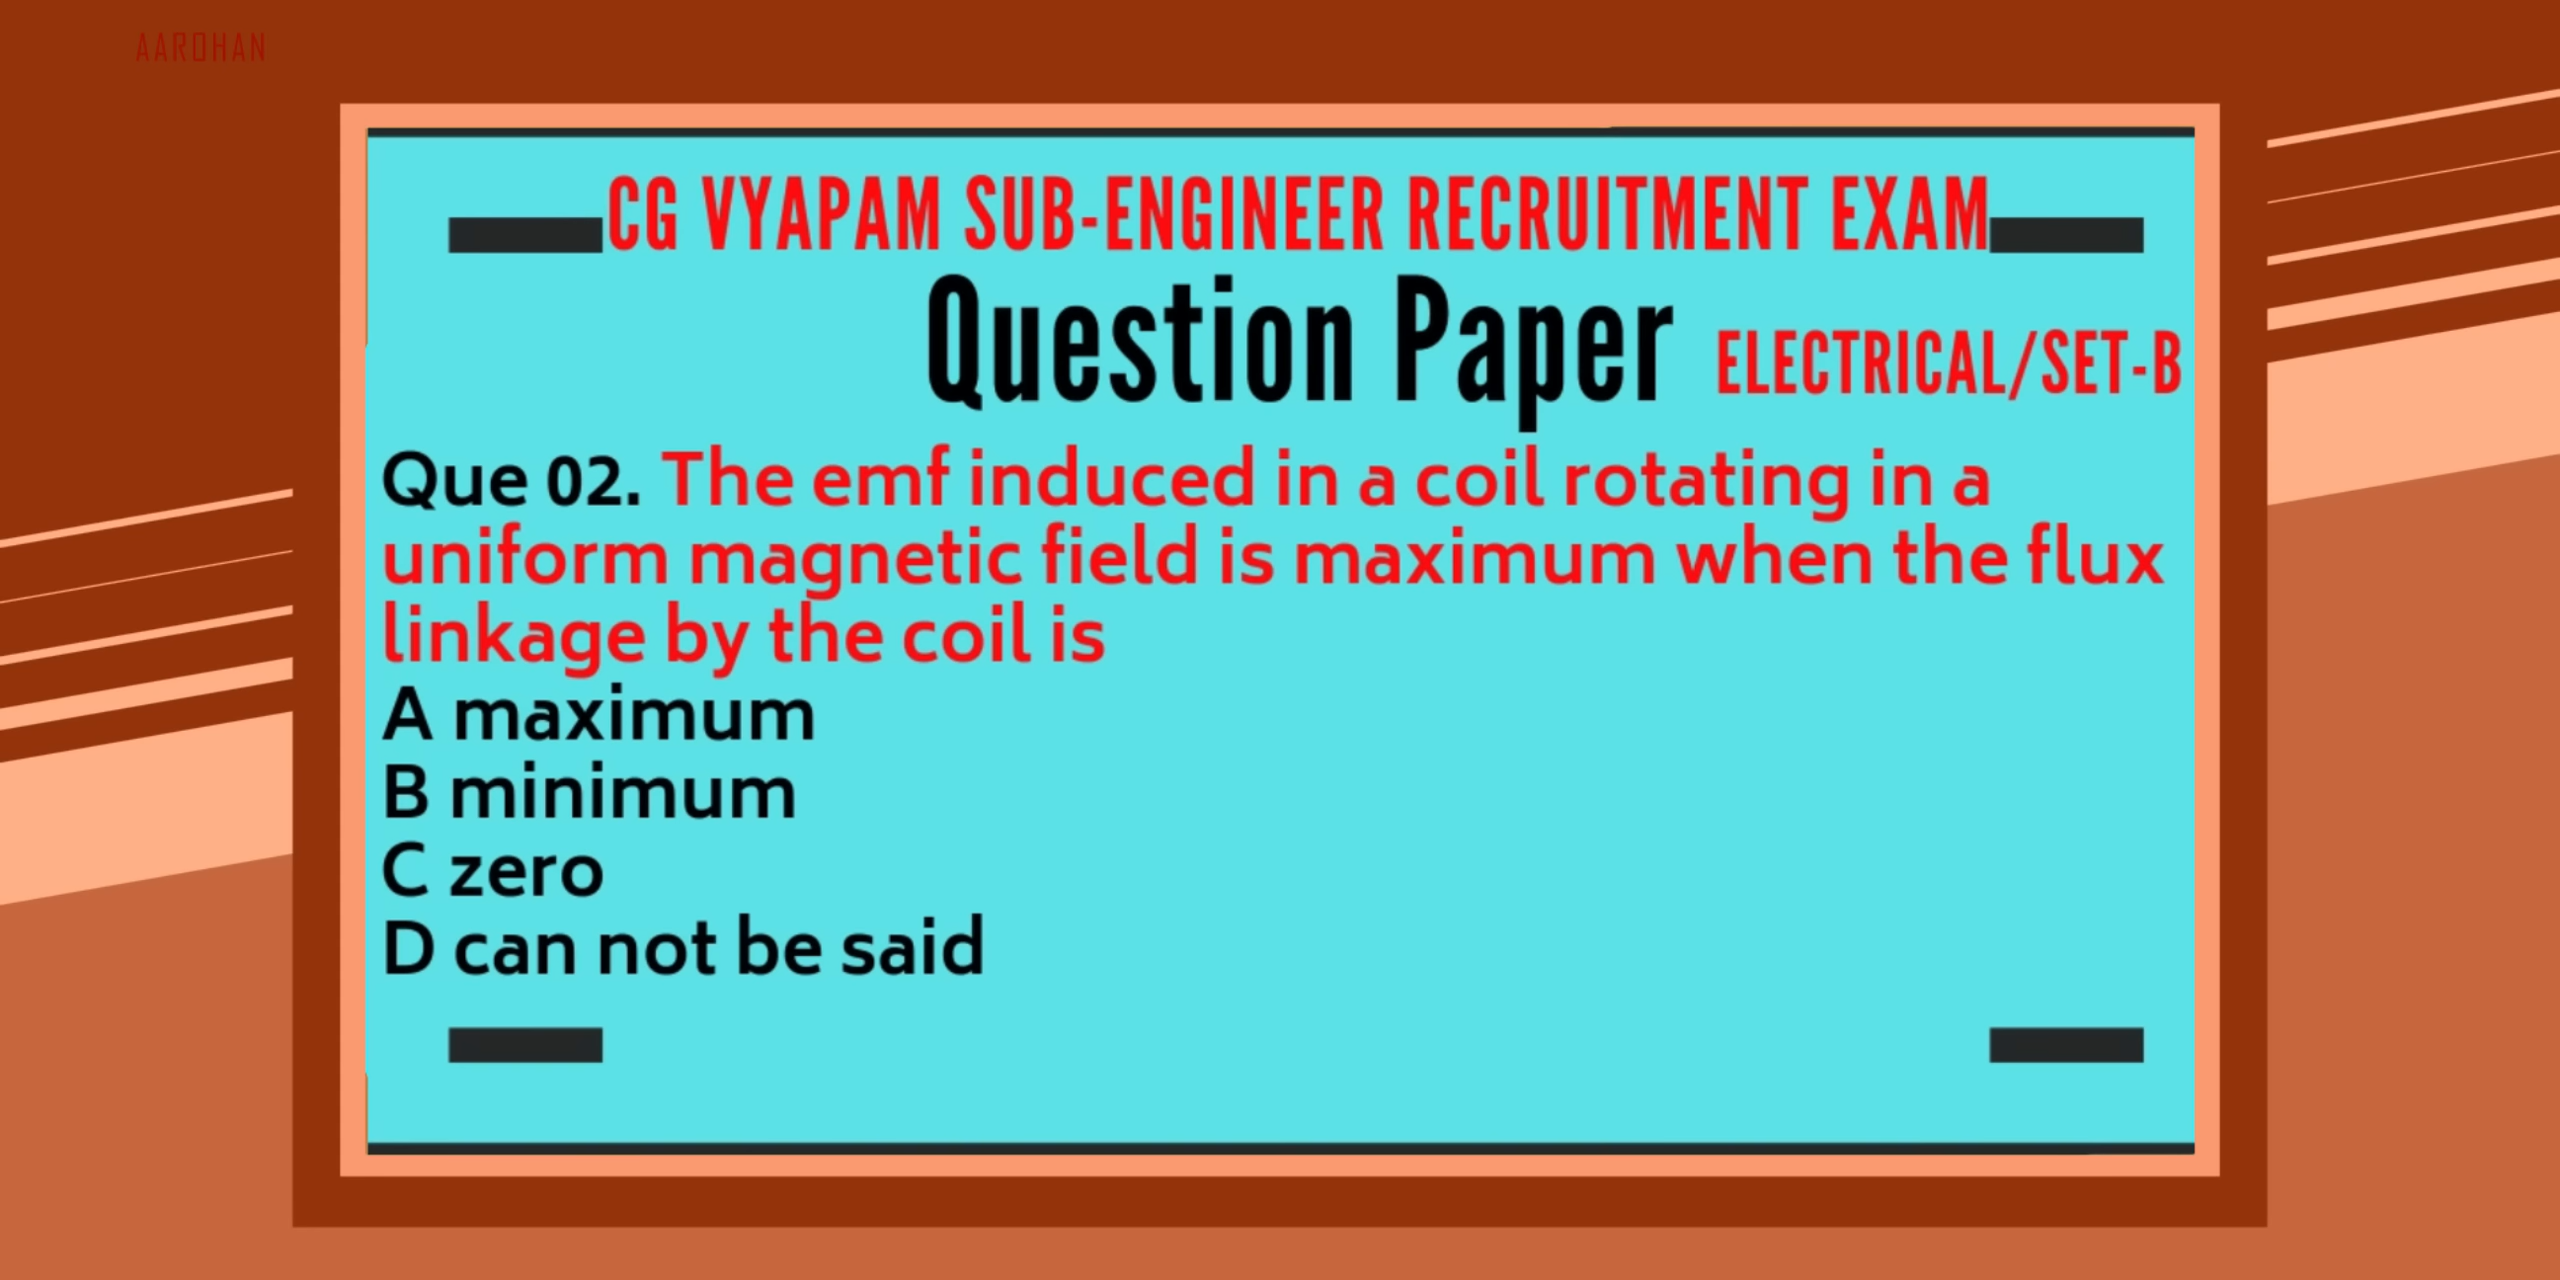 AAROHAN
CG VYAPAM SUB-ENGINEER RECRUITMENT EXAM
Question Paper ELECTRICAL/SET-B
Que 02. The emf induced in a coil rotating in a
uniform magnetic field is maximum when the flux
linkage by the coil is
A maximum
B minimum
C zero
D can not be said